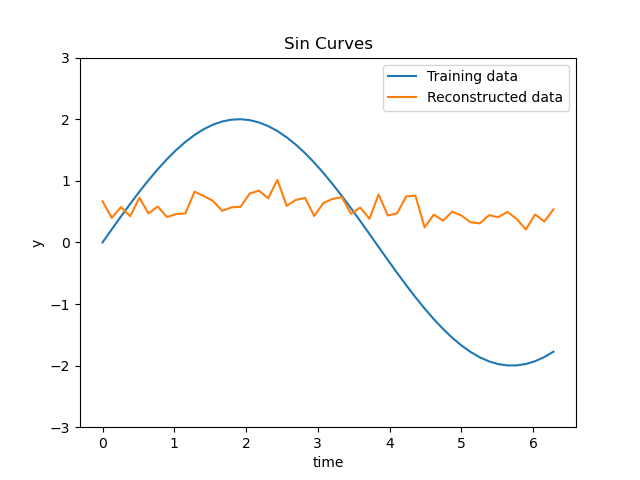 Sin Curves
Training data
Reconstructed data
3
2
1
0
−1
−2
−3
y
0 1 2 3 4 5 6
time